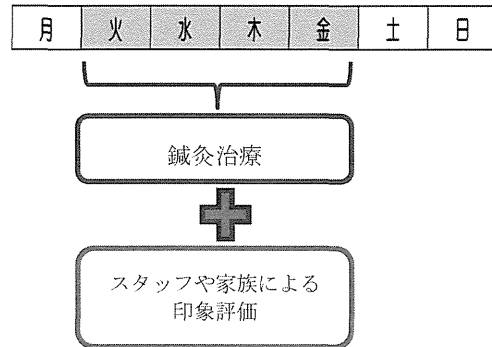 月 火 水 木 金 土 日
鍼灸治療
スタッフや家族による
印象評価